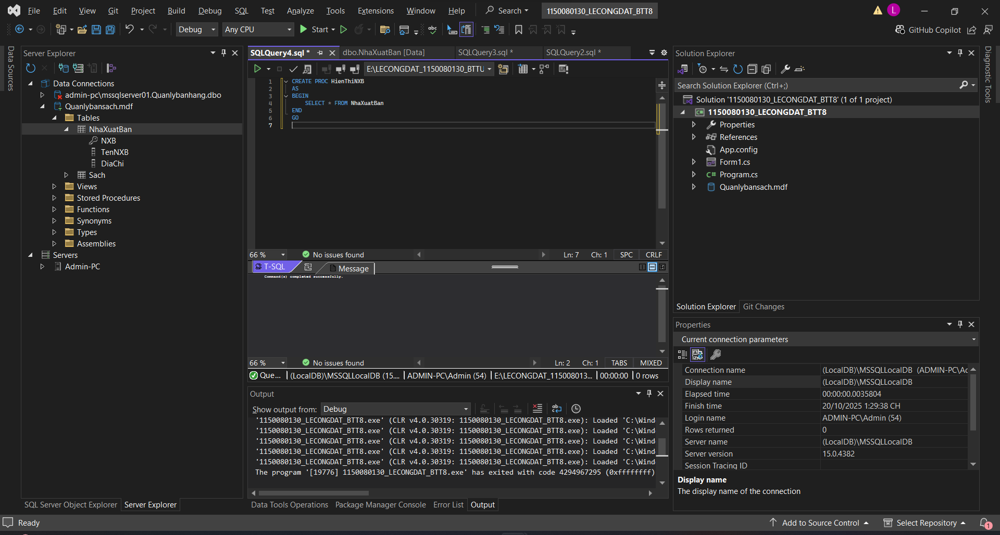 File Edit View Git Project Build Debug SQL Test Analyze Tools Extensions Window Help Search 1150080130_LECONGDAT_BTT8 L
Debug Any CPU Start GitHub Copilot
Data Sources
Server Explorer
Data Connections
admin-pc\mssqlserver01.Quanlybanhang.dbo
Quanlybansach.mdf
Tables
NhaXuatBan
NXB
TenNXB
DiaChi
Sach
Views
Stored Procedures
Functions
Synonyms
Types
Assemblies
Servers
Admin-PC
SQL Server Object Explorer Server Explorer
SQLQuery4.sql * dbo.NhaXuatBan [Data] SQLQuery3.sql * SQLQuery2.sql *
E:\LECONGDAT_1150080130_BTTU
1 CREATE PROC HienThiNXB
2 AS
3 BEGIN
4 SELECT * FROM NhaXuatBan
5 END
6 GO
7
66 % No issues found Ln: 7 Ch: 1 SPC CRLF
T-SQL Message
Command(s) completed successfully.
66 % No issues found Ln: 2 Ch: 1 TABS MIXED
Que... (LocalDB)\MSSQLLocalDB (15.... ADMIN-PC\Admin (54) E:\LECONGDAT_115008013... 00:00:00 0 rows
Output
Show output from: Debug
'1150080130_LECONGDAT_BTT8.exe' (CLR v4.0.30319: 1150080130_LECONGDAT_BTT8.exe): Loaded 'C:\Wind
'1150080130_LECONGDAT_BTT8.exe' (CLR v4.0.30319: 1150080130_LECONGDAT_BTT8.exe): Loaded 'C:\Wind
'1150080130_LECONGDAT_BTT8.exe' (CLR v4.0.30319: 1150080130_LECONGDAT_BTT8.exe): Loaded 'C:\Wind
'1150080130_LECONGDAT_BTT8.exe' (CLR v4.0.30319: 1150080130_LECONGDAT_BTT8.exe): Loaded 'C:\Wind
'1150080130_LECONGDAT_BTT8.exe' (CLR v4.0.30319: 1150080130_LECONGDAT_BTT8.exe): Loaded 'C:\Wind
The program '[19776] 1150080130_LECONGDAT_BTT8.exe' has exited with code 4294967295 (0xffffffff)
Data Tools Operations Package Manager Console Error List Output
Solution Explorer
Search Solution Explorer (Ctrl+;)
Solution '1150080130_LECONGDAT_BTT8' (1 of 1 project)
1150080130_LECONGDAT_BTT8
Properties
References
App.config
Form1.cs
Program.cs
Quanlybansach.mdf
Solution Explorer Git Changes
Properties
Current connection parameters
Connection name (LocalDB)\MSSQLLocalDB (ADMIN-PC\Ad
Display name (LocalDB)\MSSQLLocalDB
Elapsed time 00:00:00.0035804
Finish time 20/10/2025 1:29:38 CH
Login name ADMIN-PC\Admin (54)
Rows returned 0
Server name (LocalDB)\MSSQLLocalDB
Server version 15.0.4382
Session Tracing ID
Display name
The display name of the connection
Diagnostic Tools
Ready Add to Source Control Select Repository 1